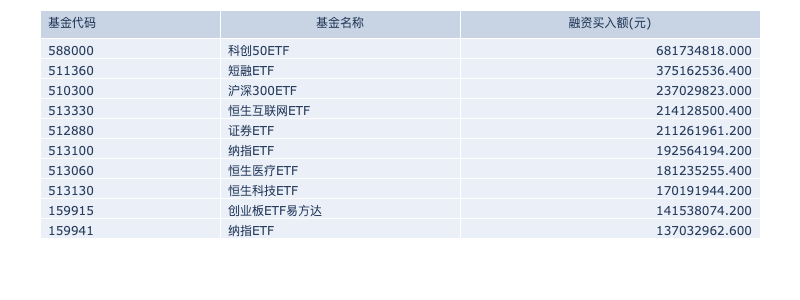 基金代码 基金名称 融资买入额(元)
588000 科创50ETF 681734818.000
511360 短融ETF 375162536.400
510300 沪深300ETF 237029823.000
513330 恒生互联网ETF 214128500.400
512880 证券ETF 211261961.200
513100 纳指ETF 192564194.200
513060 恒生医疗ETF 181235255.400
513130 恒生科技ETF 170191944.200
159915 创业板ETF易方达 141538074.200
159941 纳指ETF 137032962.600